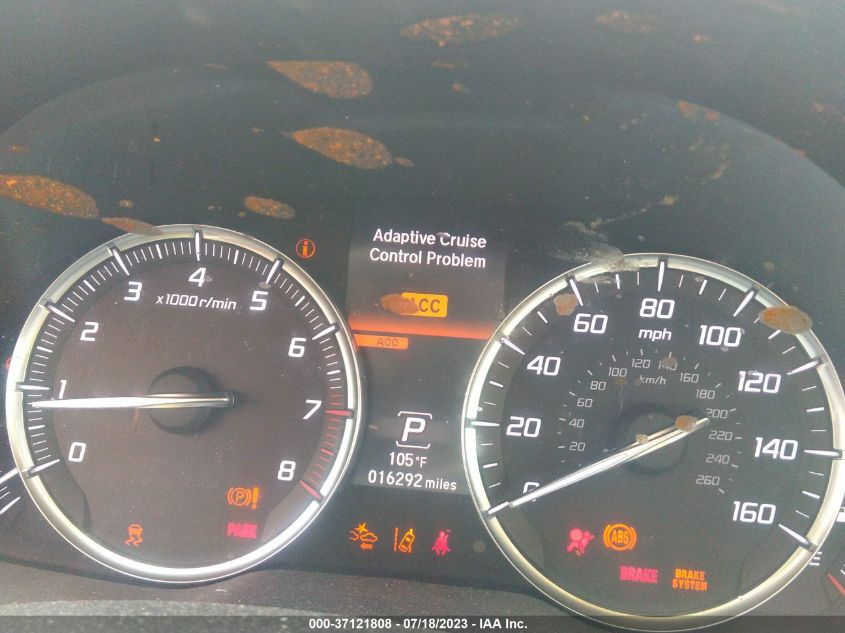 Adaptive Cruise
Control Problem
ACC
ACC
P
105°F
016292 miles
0 1 2 3 4 5 6 7 8
x1000 r/min
(P)!
PARK
0 20 40 60 80 100 120 140 160
mph
20 40 60 80 100 120 140 160 180 200 220 240 260
km/h
ABS
BRAKE
BRAKE
SYSTEM
E
000-37121808 - 07/18/2023 - IAA Inc.